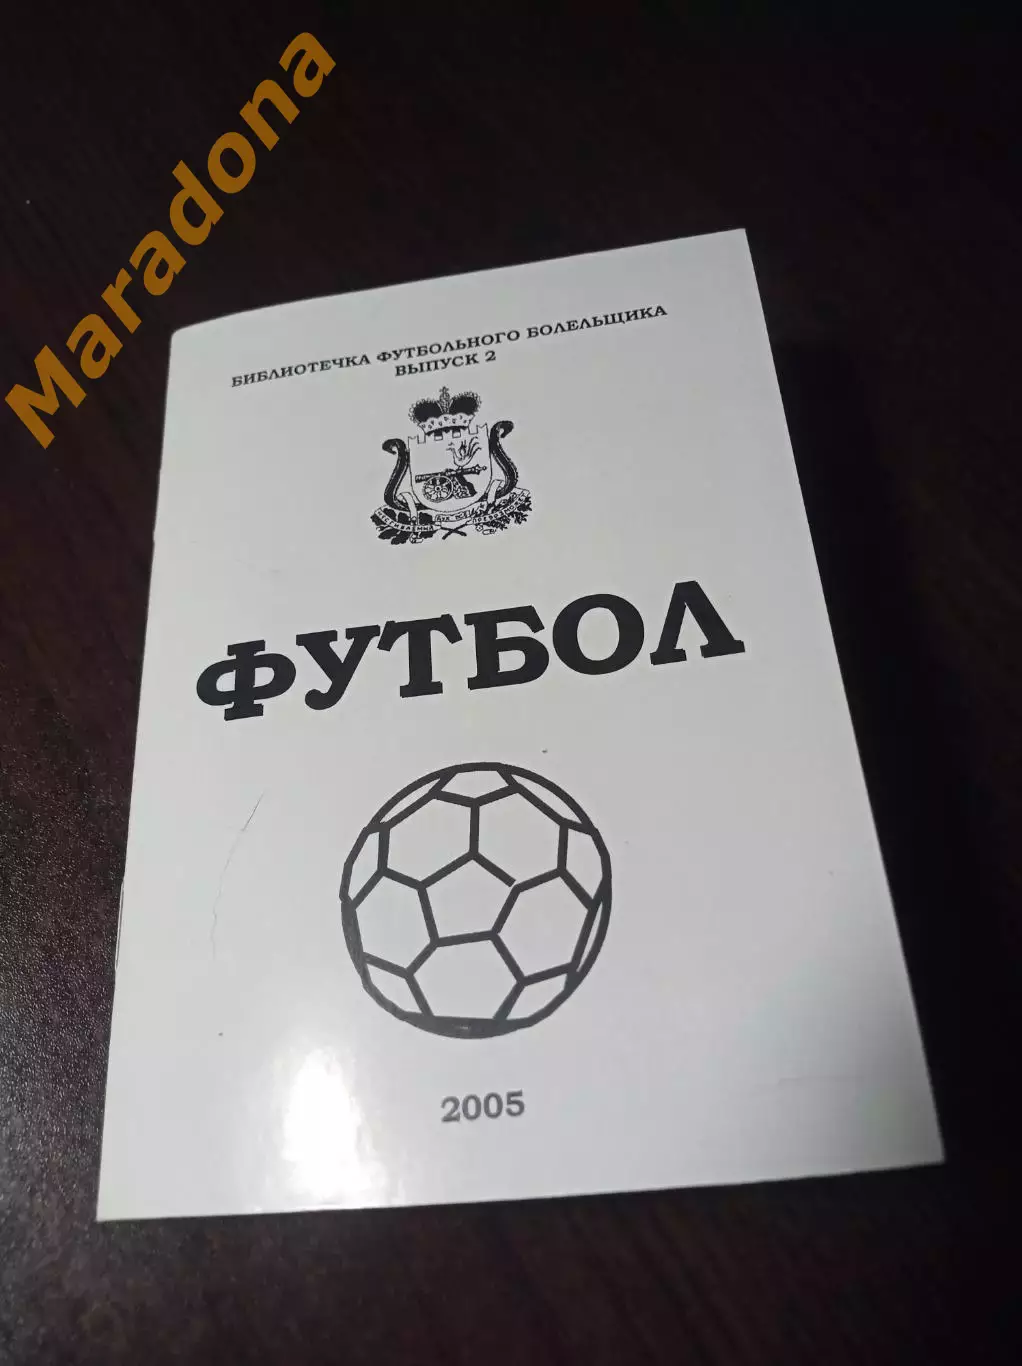 Maradona
БИБЛИОТЕЧКА ФУТБОЛЬНОГО БОЛЕЛЬЩИКА
ВЫПУСК 2
ФУТБОЛ
2005